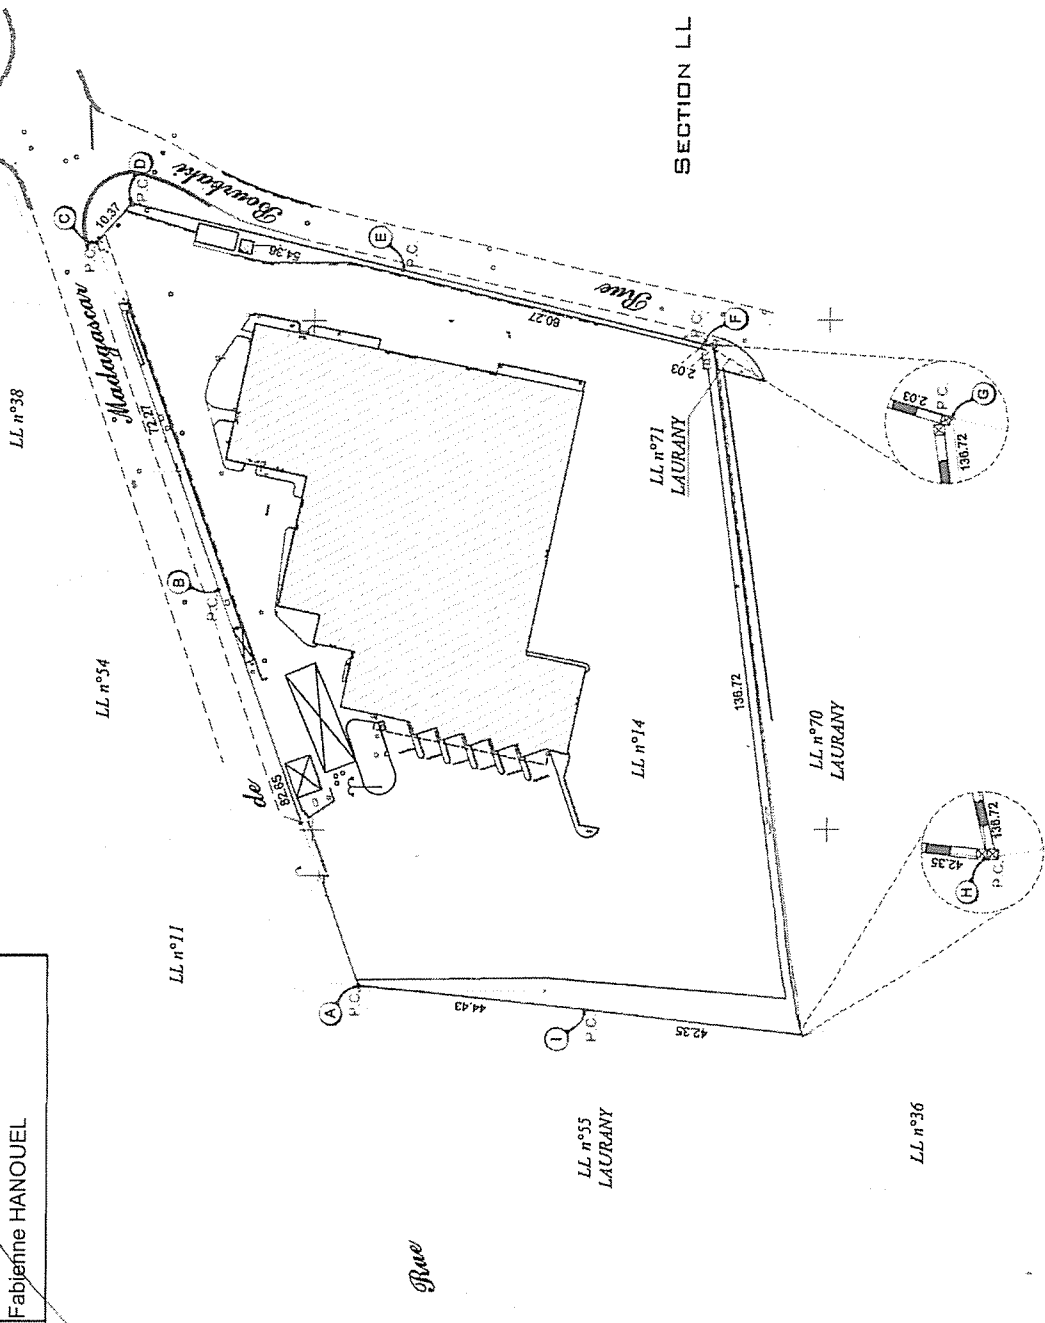 SECTION LL
LL n°38
C
P.C.
10.37
D
P.C.
Madagascar
Bourbaki
72.27
54.36
E
P.C.
LL n°54
B
P.C.
60.27
Rue
P.C.
F
2.03
LL n°71
LAURANY
2.03
P.C.
G
136.72
de
82.65
LL n°14
136.72
LL n°70
LAURANY
LL n°11
42.35
136.72
H
P.C.
A
P.C.
44.43
I
P.C.
42.35
LL n°55
LAURANY
LL n°36
Rue
Fabienne HANOUEL